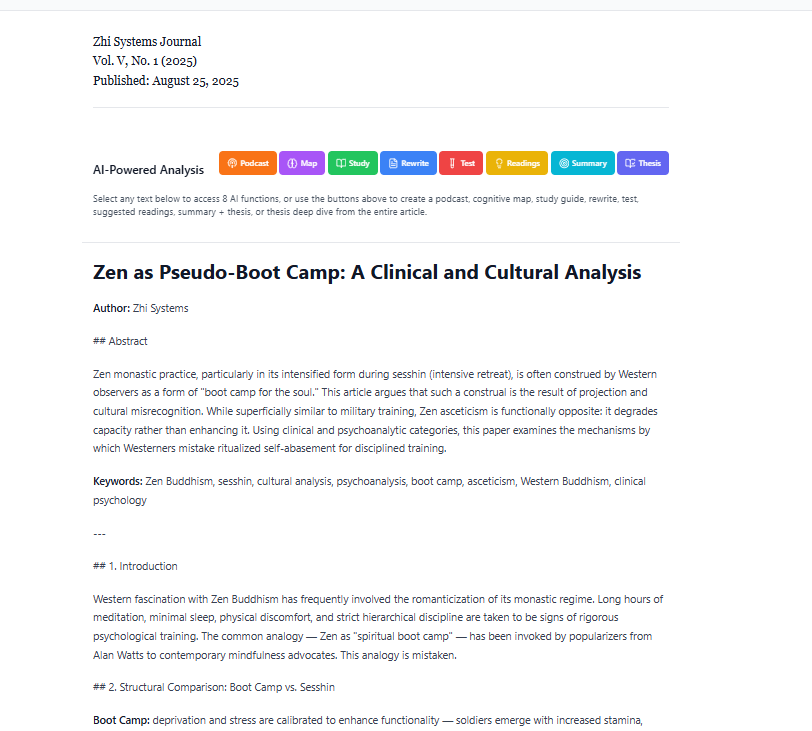 Zhi Systems Journal
Vol. V, No. 1 (2025)
Published: August 25, 2025
AI-Powered Analysis
Podcast
Map
Study
Rewrite
Test
Readings
Summary
Thesis
Select any text below to access 8 AI functions, or use the buttons above to create a podcast, cognitive map, study guide, rewrite, test,
suggested readings, summary + thesis, or thesis deep dive from the entire article.
Zen as Pseudo-Boot Camp: A Clinical and Cultural Analysis
Author: Zhi Systems
## Abstract
Zen monastic practice, particularly in its intensified form during sesshin (intensive retreat), is often construed by Western
observers as a form of "boot camp for the soul." This article argues that such a construal is the result of projection and
cultural misrecognition. While superficially similar to military training, Zen asceticism is functionally opposite: it degrades
capacity rather than enhancing it. Using clinical and psychoanalytic categories, this paper examines the mechanisms by
which Westerners mistake ritualized self-abasement for disciplined training.
Keywords: Zen Buddhism, sesshin, cultural analysis, psychoanalysis, boot camp, asceticism, Western Buddhism, clinical
psychology
---
## 1. Introduction
Western fascination with Zen Buddhism has frequently involved the romanticization of its monastic regime. Long hours of
meditation, minimal sleep, physical discomfort, and strict hierarchical discipline are taken to be signs of rigorous
psychological training. The common analogy — Zen as "spiritual boot camp" — has been invoked by popularizers from
Alan Watts to contemporary mindfulness advocates. This analogy is mistaken.
## 2. Structural Comparison: Boot Camp vs. Sesshin
Boot Camp: deprivation and stress are calibrated to enhance functionality — soldiers emerge with increased stamina,